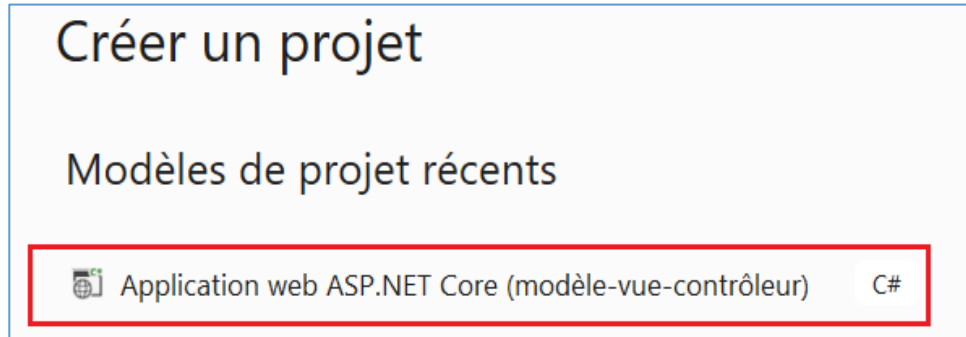 Créer un projet
Modèles de projet récents
Application web ASP.NET Core (modèle-vue-contrôleur) C#